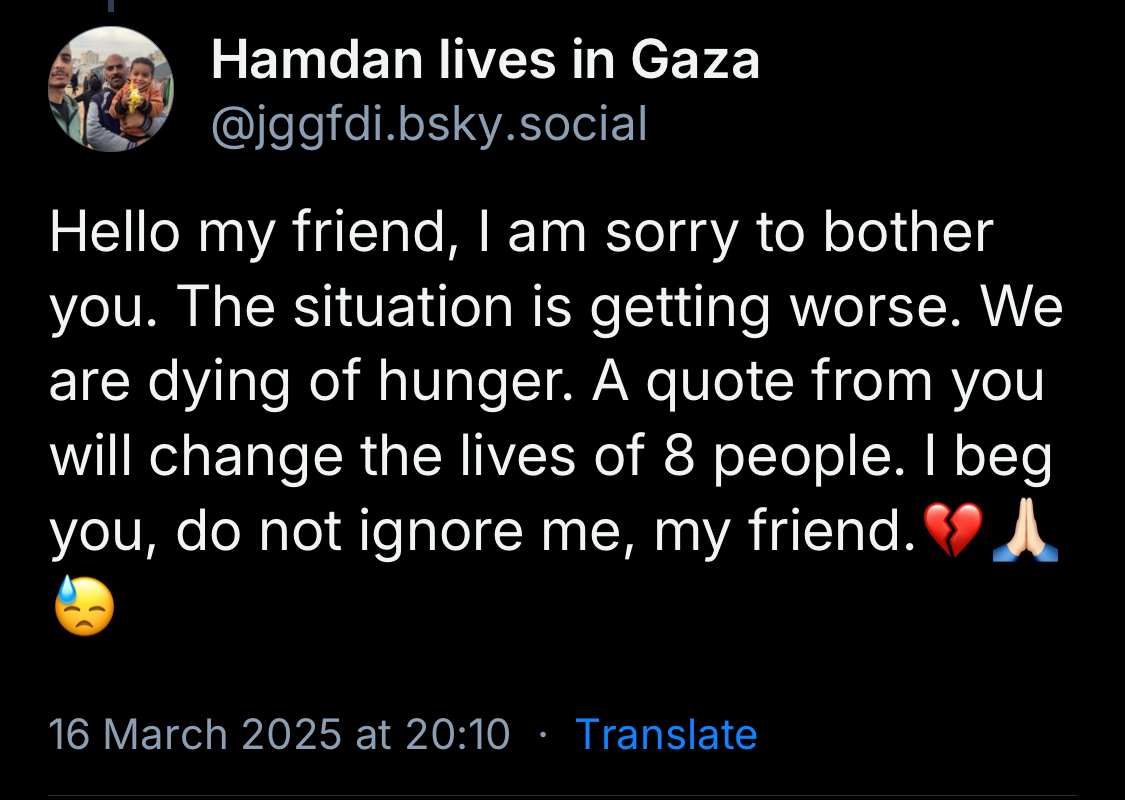 Hamdan lives in Gaza
@jggfdi.bsky.social
Hello my friend, I am sorry to bother
you. The situation is getting worse. We
are dying of hunger. A quote from you
will change the lives of 8 people. I beg
you, do not ignore me, my friend.💔🙏🏻
😓
16 March 2025 at 20:10 · Translate